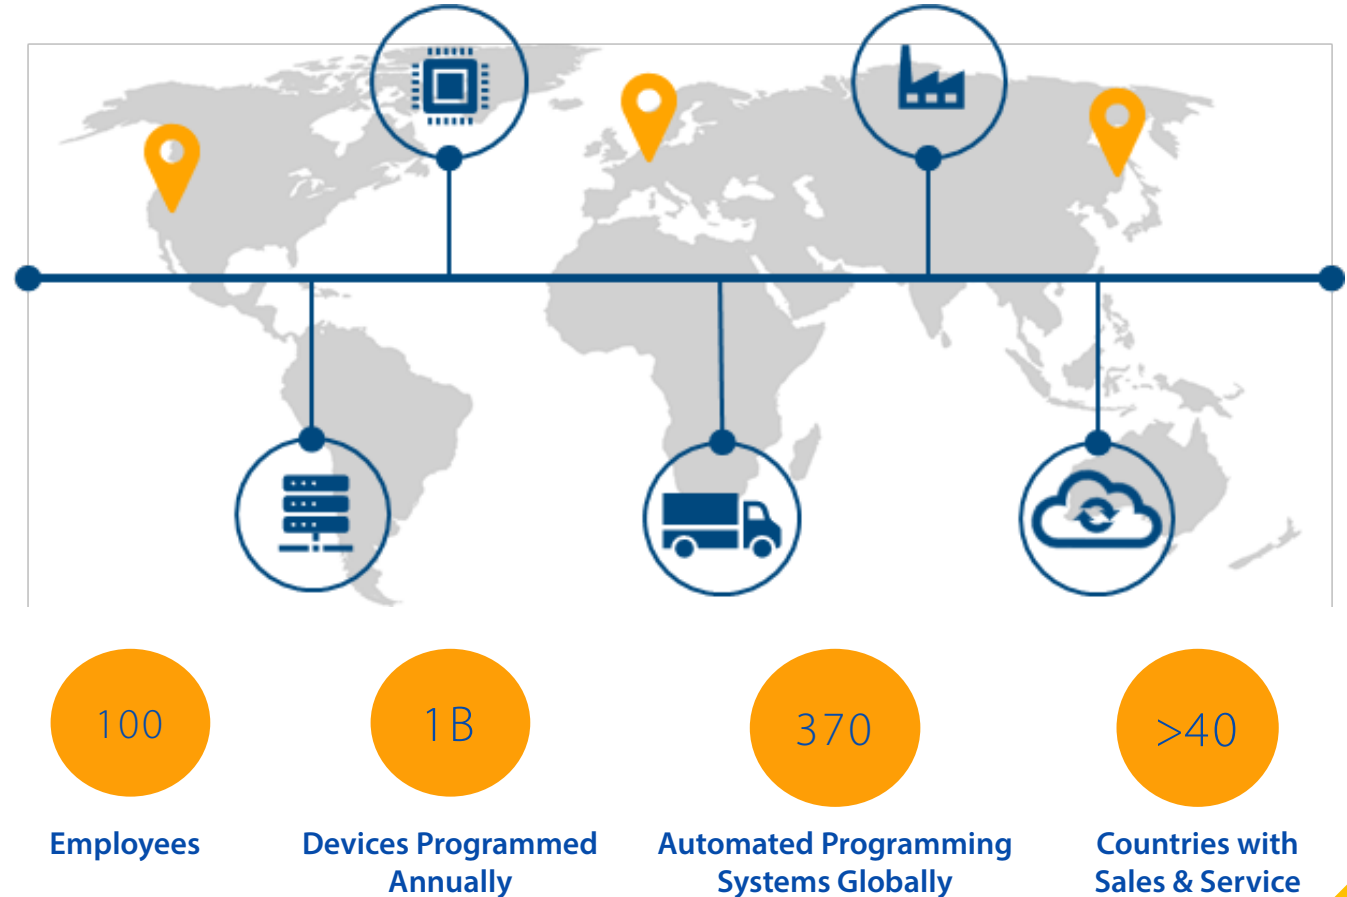 100
1B
370
>40
Employees
Devices Programmed
Annually
Automated Programming
Systems Globally
Countries with
Sales & Service